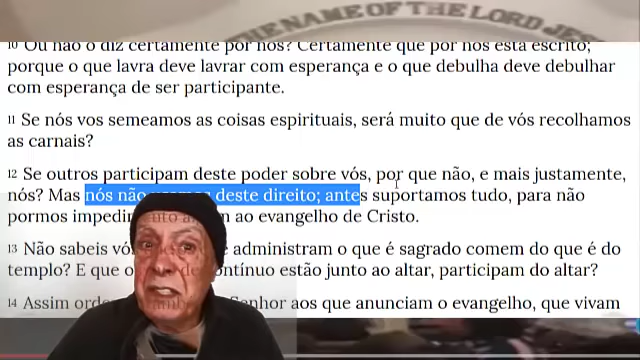 THE NAME OF THE LORD JES
10 Ou não o diz certamente por nós? Certamente que por nós está escrito;
porque o que lavra deve lavrar com esperança e o que debulha deve debulhar
com esperança de ser participante.
11 Se nós vos semeamos as coisas espirituais, será muito que de vós recolhamos
as carnais?
12 Se outros participam deste poder sobre vós, por que não, e mais justamente,
nós? Mas nós não deste direito; antes suportamos tudo, para não
pormos ao evangelho de Cristo.
13 Não sabeis administram o que é sagrado comem do que é do
templo? E que contínuo estão junto ao altar, participam do altar?
14 Assim Senhor aos que anunciam o evangelho, que vivam